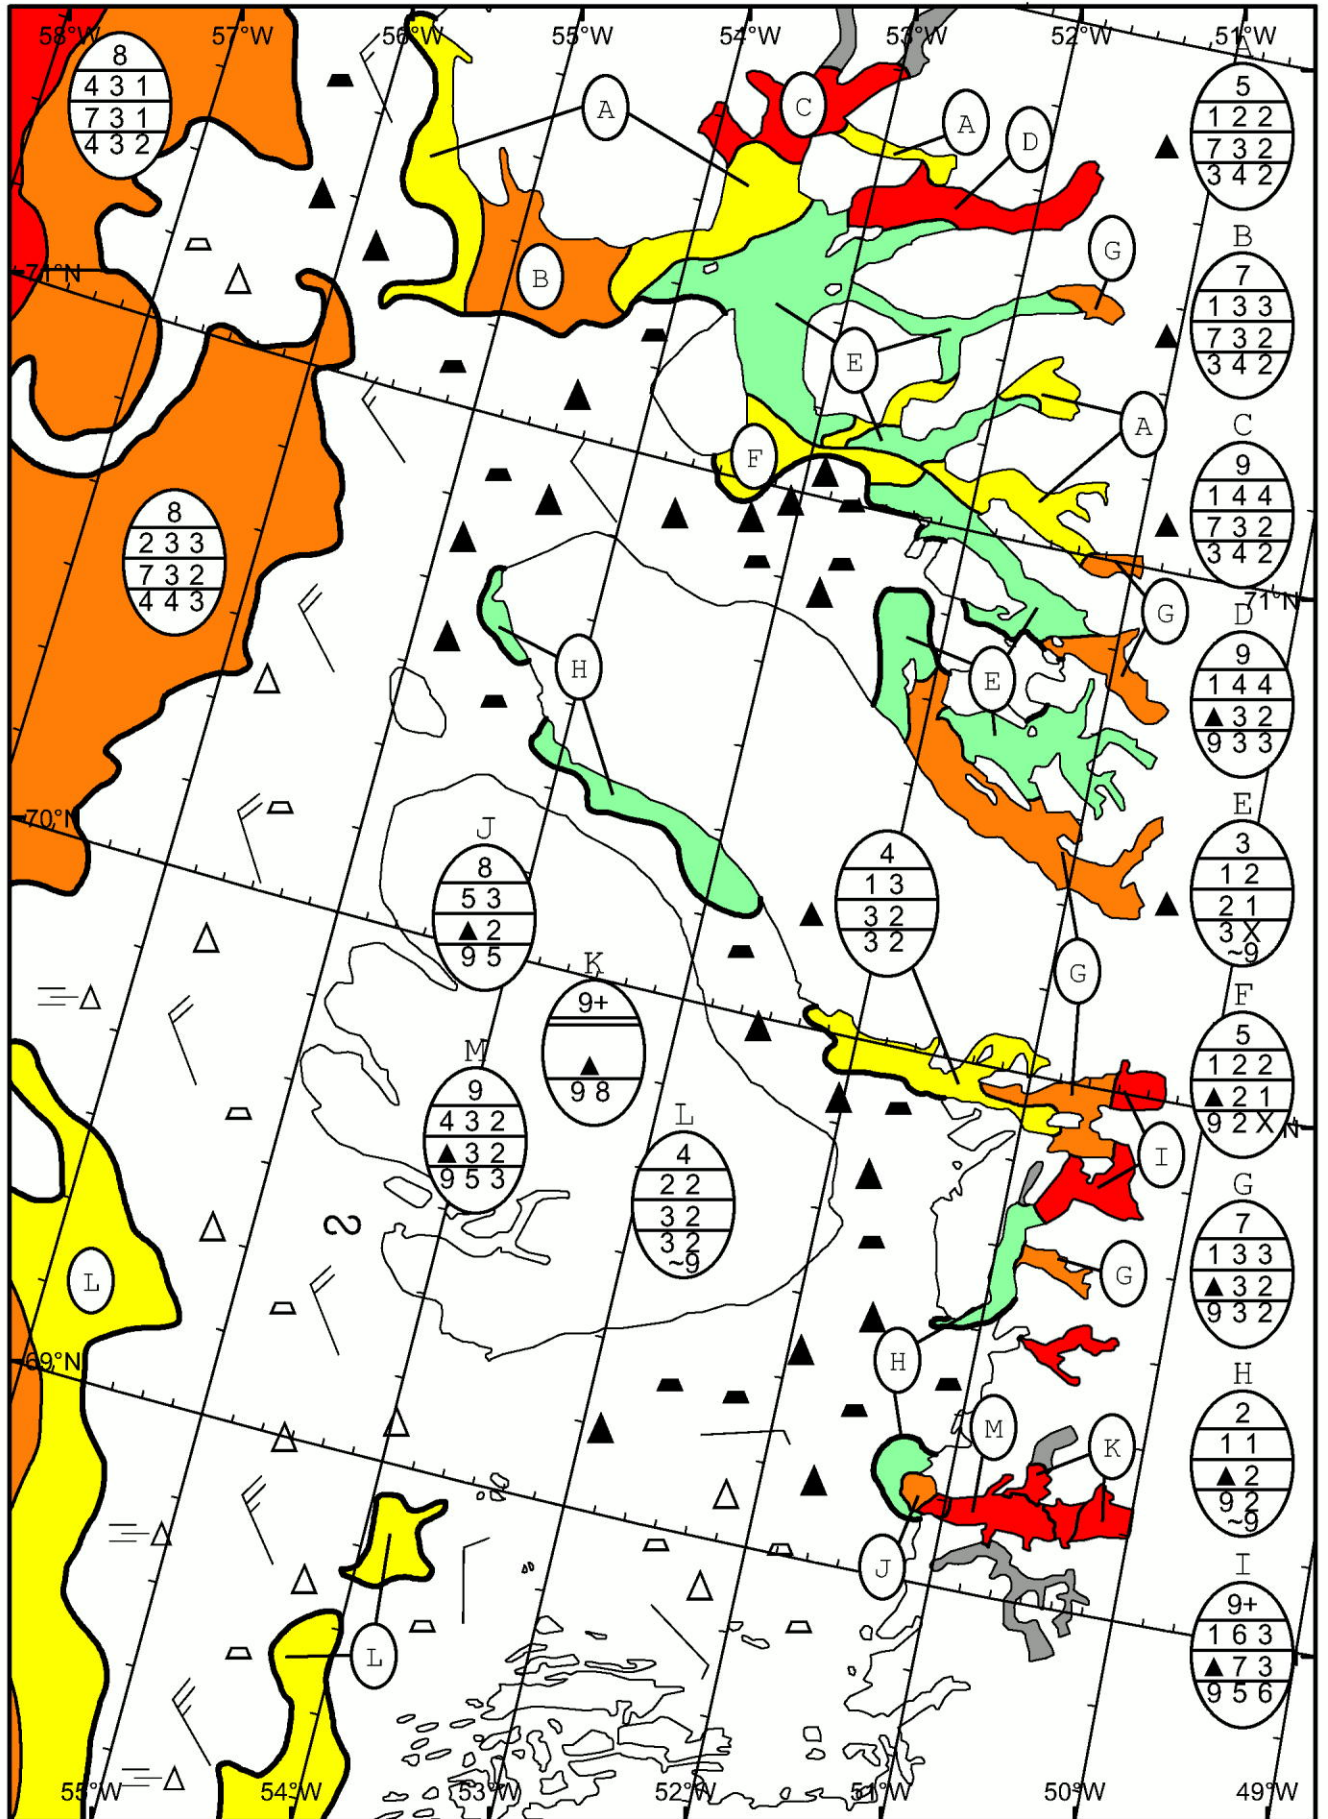 58°W 57°W 56°W 55°W 54°W 53°W 52°W 51°W
8
4 3 1
7 3 1
4 3 2
A
5
1 2 2
7 3 2
3 4 2
A
C
A
D
71°N
B
G
B
7
1 3 3
7 3 2
3 4 2
E
A
F
C
9
1 4 4
7 3 2
3 4 2
8
2 3 3
7 3 2
4 4 3
71°N
G
H
E
D
9
1 4 4
▲ 3 2
9 3 3
70°N
J
8
5 3
▲ 2
9 5
4
1 3
3 2
3 2
E
3
1 2
2 1
3 X
~9
K
9+
▲
9 8
G
M
9
4 3 2
▲ 3 2
9 5 3
F
5
1 2 2
▲ 2 1
9 2 X
N
L
4
2 2
3 2
3 2
~9
I
L
G
G
7
1 3 3
▲ 3 2
9 3 2
69°N
H
H
2
1 1
▲ 2
9 2
~9
M
K
J
I
9+
1 6 3
▲ 7 3
9 5 6
L
55°W 54°W 53°W 52°W 51°W 50°W 49°W